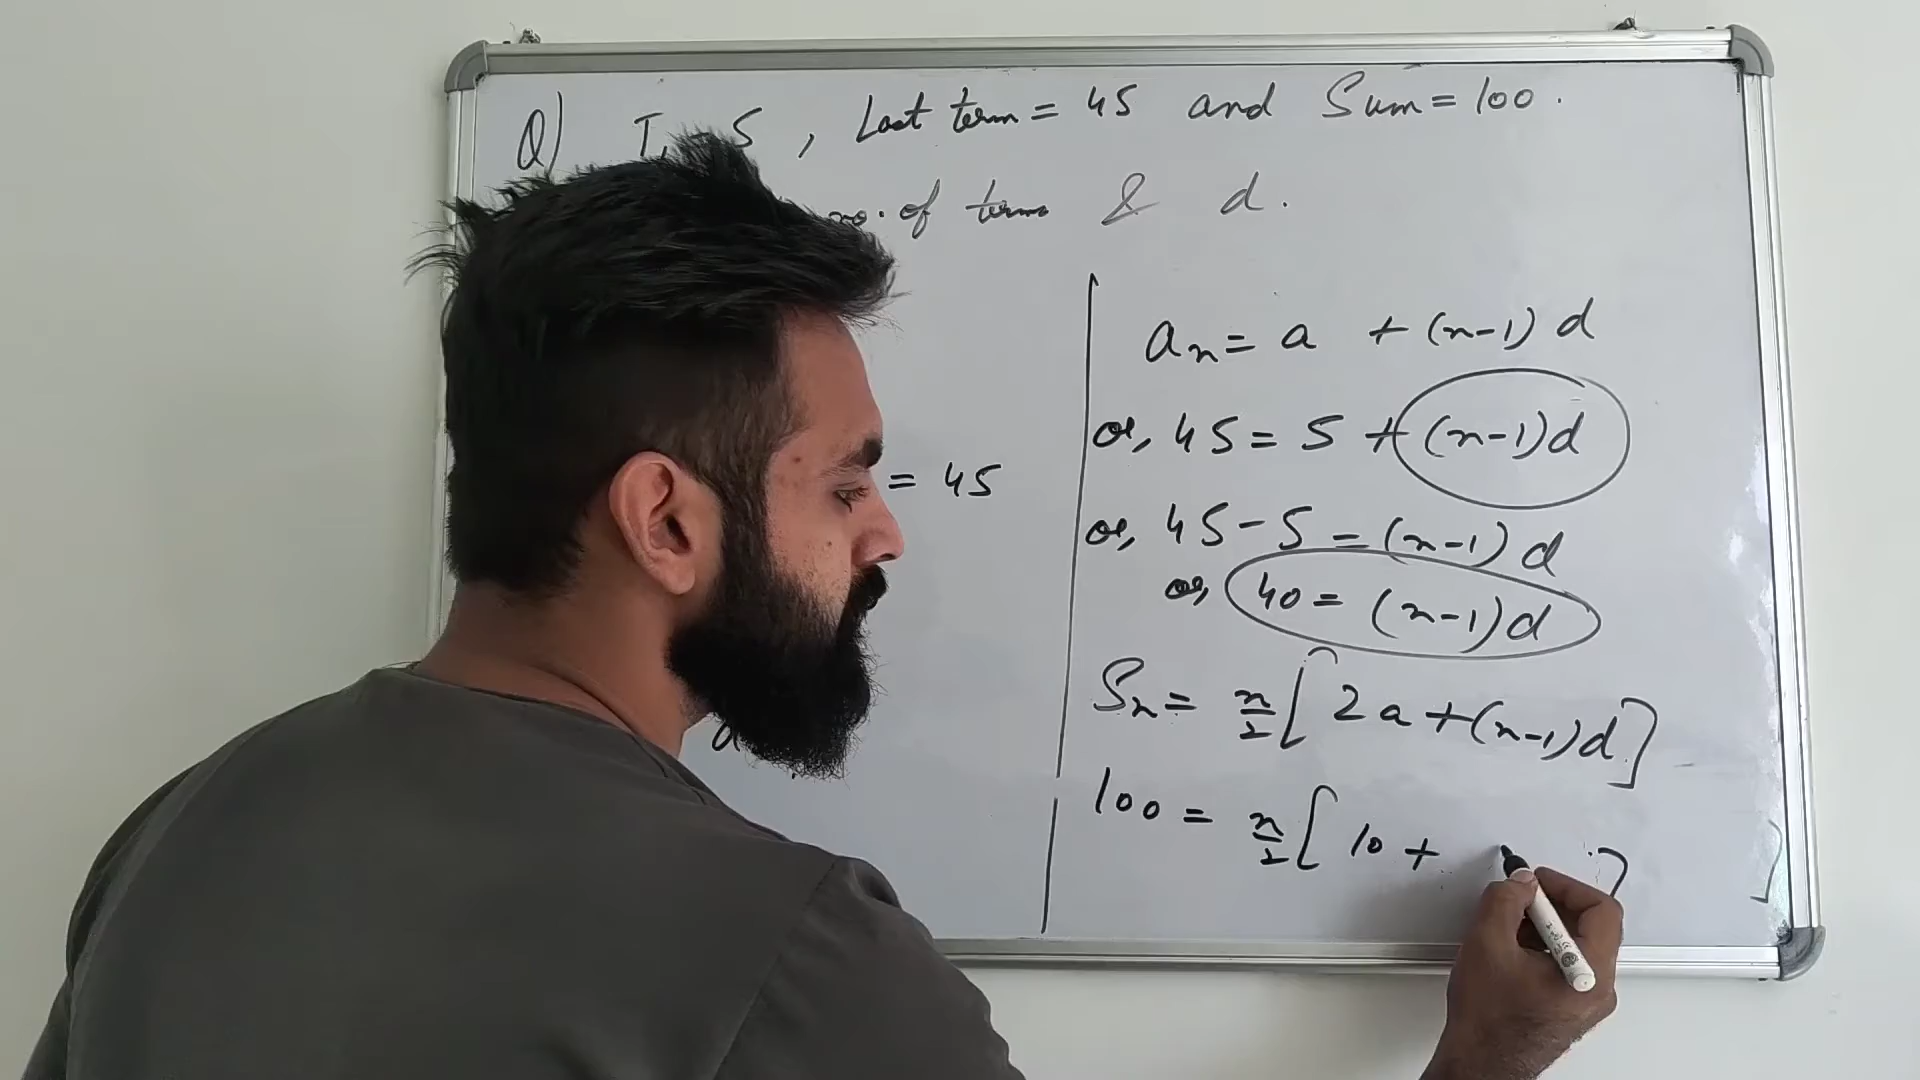 Q) T₁ = 5 , Last term = 45 and Sum = 100 .
no. of term & d .
= 45
d
aₙ = a + (n-1) d
or, 45 = 5 + (n-1)d
or, 45 - 5 = (n-1) d
or, 40 = (n-1)d
Sₙ = n/2 [ 2a + (n-1)d ]
100 = n/2 [ 10 + ]